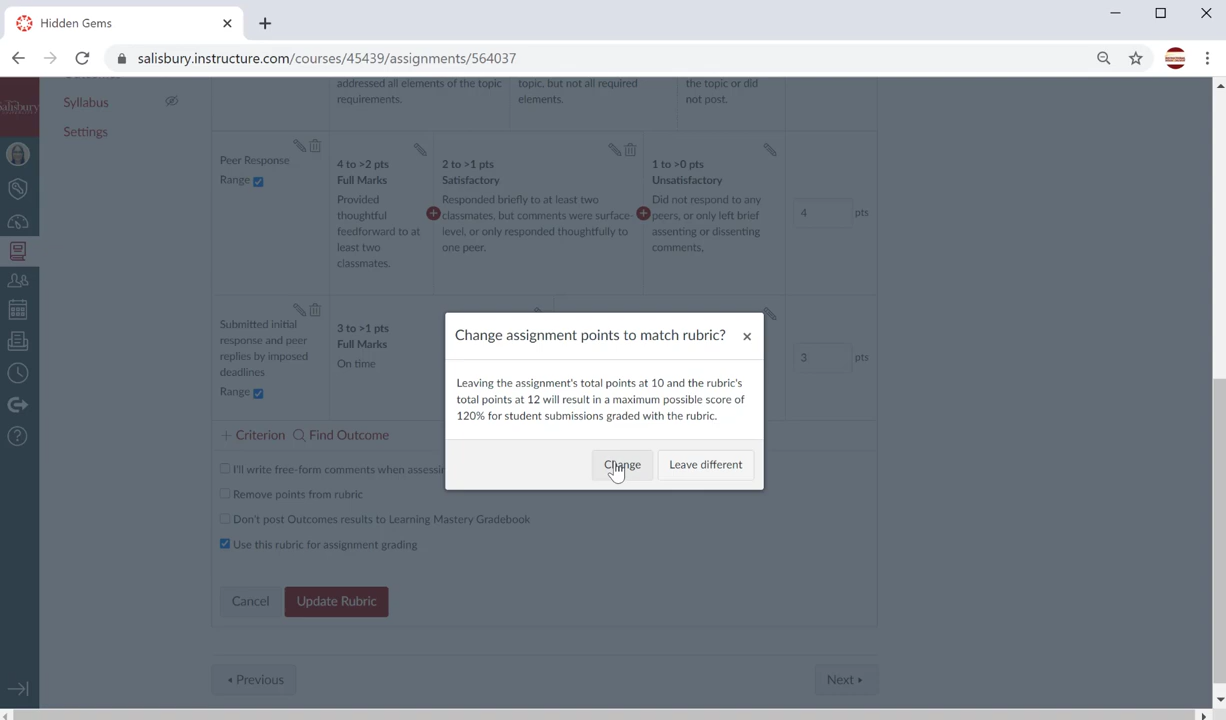 Hidden Gems
salisbury.instructure.com/courses/45439/assignments/564037
addressed all elements of the topic
requirements.
topic, but not all required
elements.
the topic or did
not post.
Syllabus
Settings
Peer Response
Range
4 to >2 pts
Full Marks
Provided
thoughtful
feedforward to at
least two
classmates.
2 to >1 pts
Satisfactory
Responded briefly to at least two
classmates, but comments were surface-
level, or only responded thoughtfully to
one peer.
1 to >0 pts
Unsatisfactory
Did not respond to any
peers, or only left brief
assenting or dissenting
comments,
4
pts
Submitted initial
response and peer
replies by imposed
deadlines
Range
3 to >1 pts
Full Marks
On time
3
pts
Change assignment points to match rubric?
Leaving the assignment's total points at 10 and the rubric's
total points at 12 will result in a maximum possible score of
120% for student submissions graded with the rubric.
Change
Leave different
+ Criterion
Find Outcome
I'll write free-form comments when assessin
Remove points from rubric
Don't post Outcomes results to Learning Mastery Gradebook
Use this rubric for assignment grading
Cancel
Update Rubric
Previous
Next